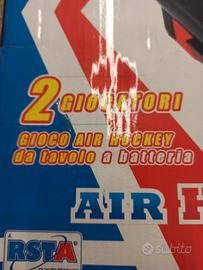 2 GIOCATORI
GIOCO AIR HOCKEY
da tavolo a batteria
AIR H
RSTA
subito